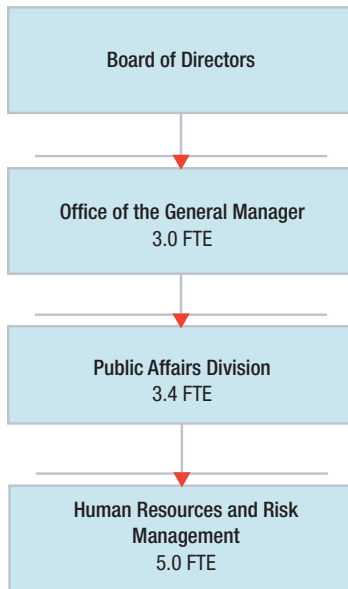 Board of Directors
Office of the General Manager
3.0 FTE
Public Affairs Division
3.4 FTE
Human Resources and Risk
Management
5.0 FTE